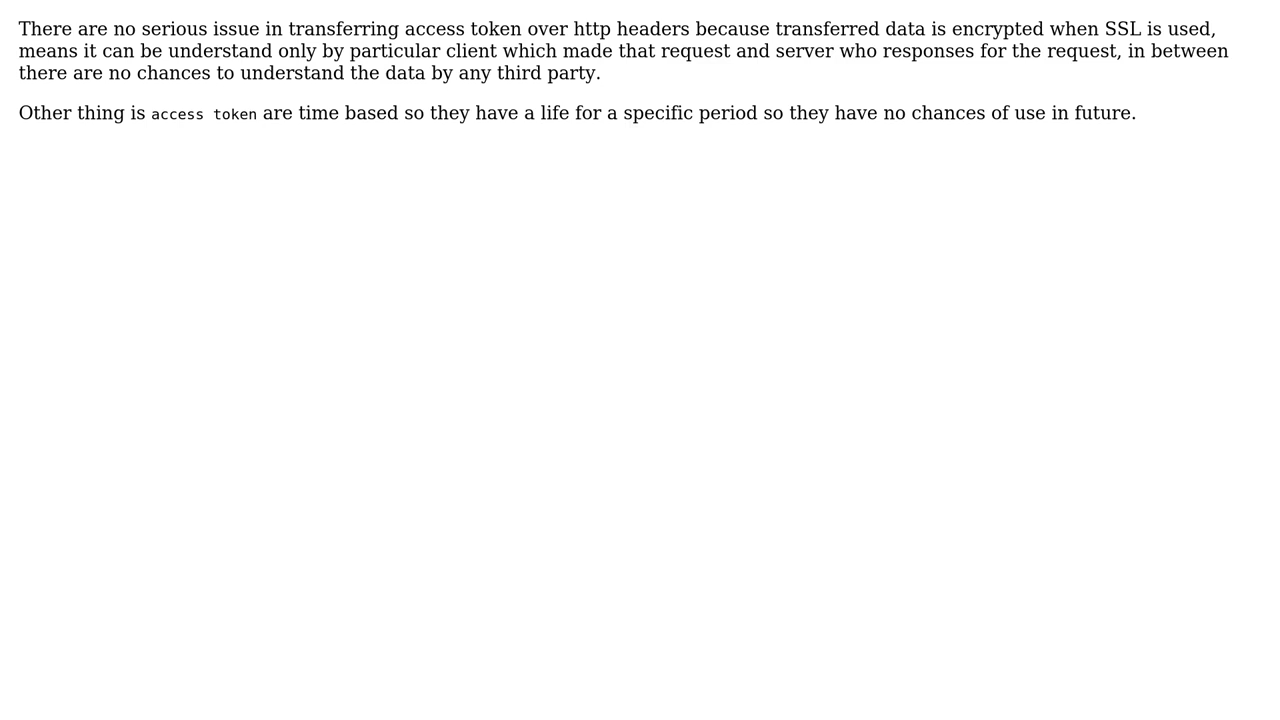 There are no serious issue in transferring access token over http headers because transferred data is encrypted when SSL is used,
means it can be understand only by particular client which made that request and server who responses for the request, in between
there are no chances to understand the data by any third party.
Other thing is access token are time based so they have a life for a specific period so they have no chances of use in future.